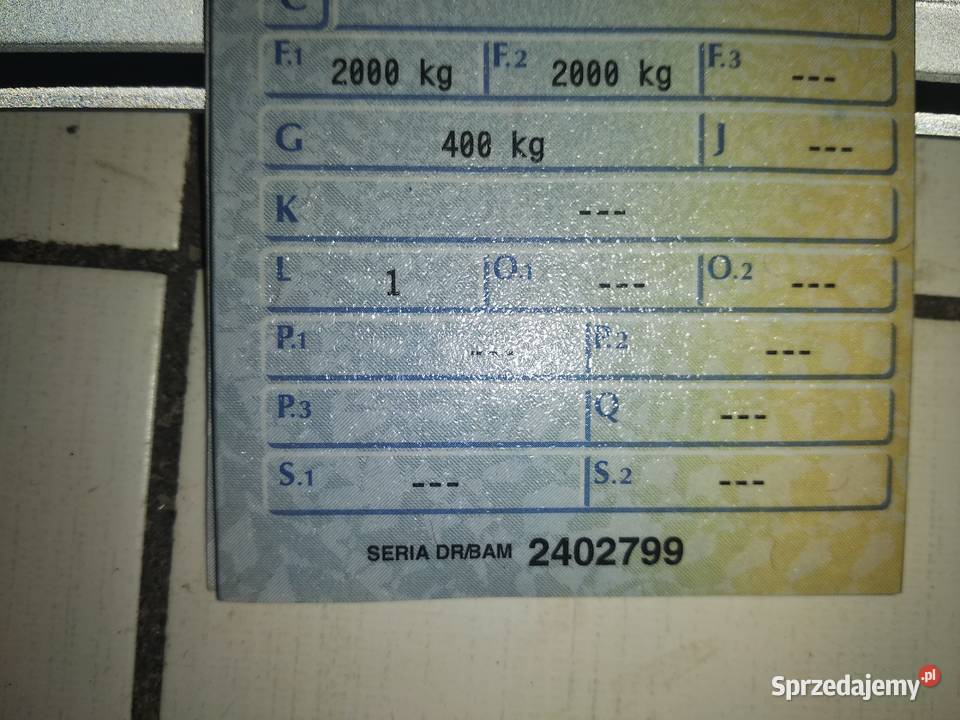 C
F.1 2000 kg F.2 2000 kg F.3 ---
G 400 kg J ---
K ---
L 1 O.1 --- O.2 ---
P.1 --- P.2 ---
P.3 Q ---
S.1 --- S.2 ---
SERIA DR/BAM 2402799
Sprzedajemy.pl